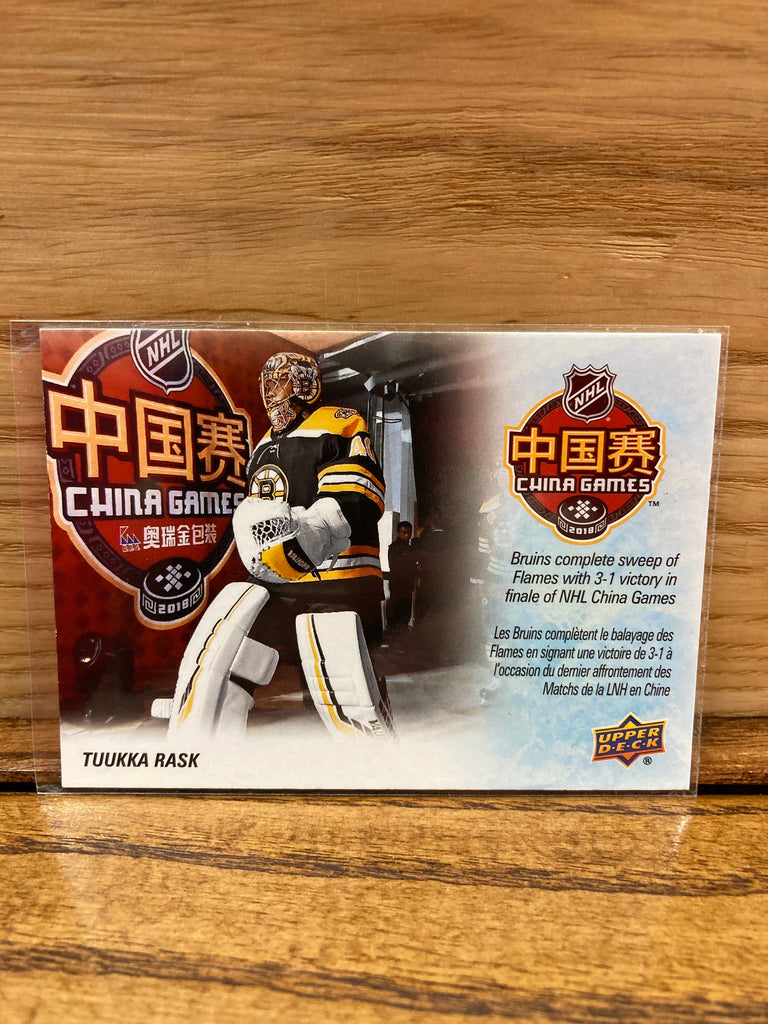 NHL
中国赛
CHINA GAMES
奥瑞金包装
2018
TUUKKA RASK
NHL
中国赛
CHINA GAMES
TM
2018
Bruins complete sweep of
Flames with 3-1 victory in
finale of NHL China Games
Les Bruins complètent le balayage des
Flames en signant une victoire de 3-1 à
l'occasion du dernier affrontement des
Matchs de la LNH en Chine
UPPER
D·E·C·K
®